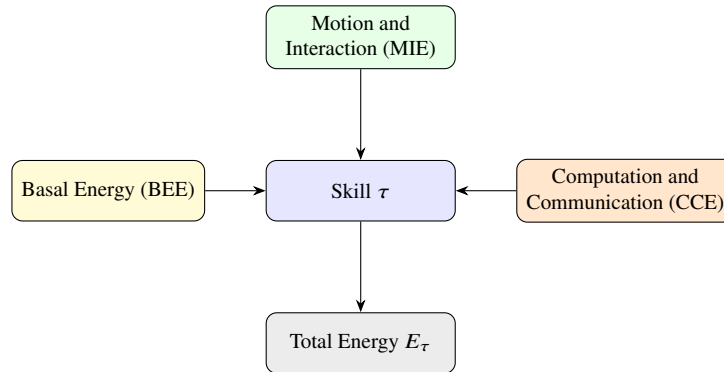 Motion and
Interaction (MIE)
Basal Energy (BEE)
Skill τ
Computation and
Communication (CCE)
Total Energy E_τ